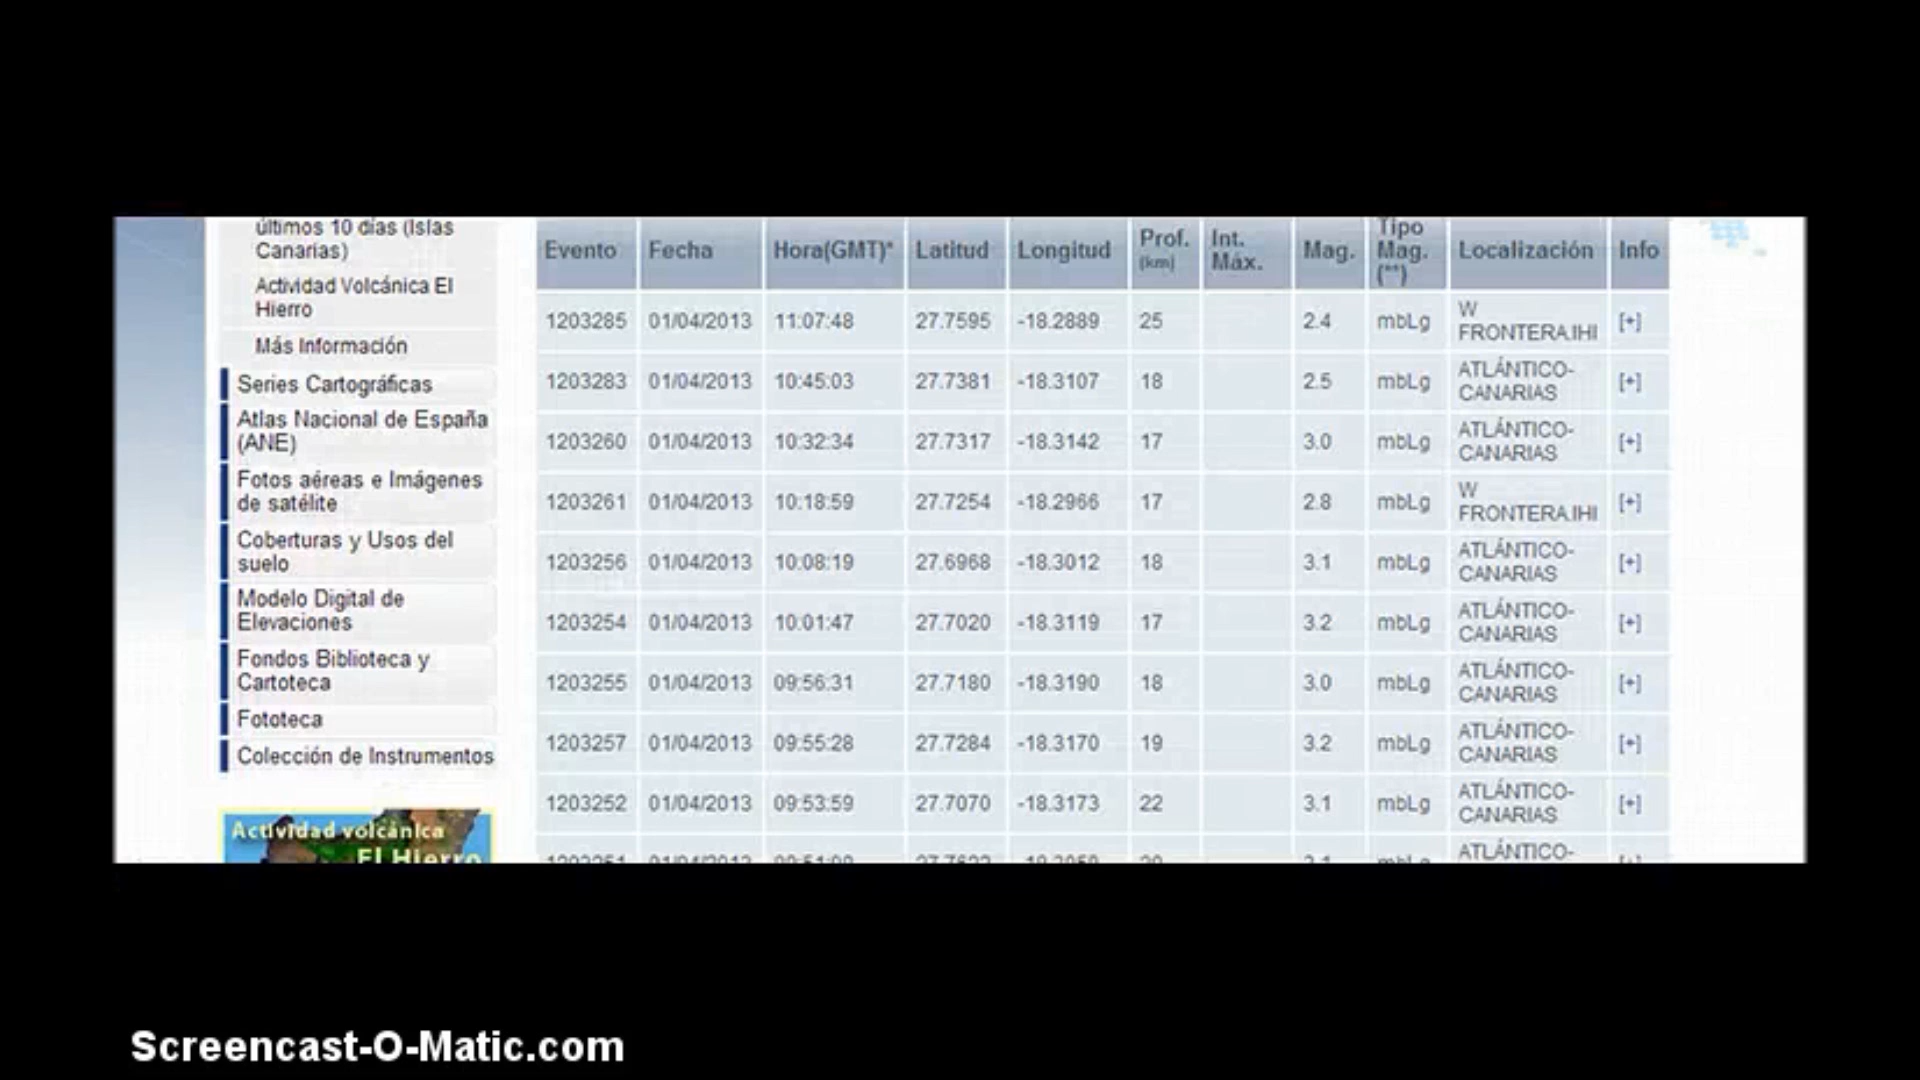 últimos 10 días (Islas
Canarias)
Actividad Volcánica El
Hierro
Más Información
Series Cartográficas
Atlas Nacional de España
(ANE)
Fotos aéreas e Imágenes
de satélite
Coberturas y Usos del
suelo
Modelo Digital de
Elevaciones
Fondos Biblioteca y
Cartoteca
Fototeca
Colección de Instrumentos
Actividad volcánica
El Hierro
Evento Fecha Hora(GMT)* Latitud Longitud Prof. (km) Int. Máx. Mag. Tipo Mag. (**) Localización Info
1203285 01/04/2013 11:07:48 27.7595 -18.2889 25 2.4 mbLg W FRONTERA.IHI [+]
1203283 01/04/2013 10:45:03 27.7381 -18.3107 18 2.5 mbLg ATLÁNTICO-CANARIAS [+]
1203260 01/04/2013 10:32:34 27.7317 -18.3142 17 3.0 mbLg ATLÁNTICO-CANARIAS [+]
1203261 01/04/2013 10:18:59 27.7254 -18.2966 17 2.8 mbLg W FRONTERA.IHI [+]
1203256 01/04/2013 10:08:19 27.6968 -18.3012 18 3.1 mbLg ATLÁNTICO-CANARIAS [+]
1203254 01/04/2013 10:01:47 27.7020 -18.3119 17 3.2 mbLg ATLÁNTICO-CANARIAS [+]
1203255 01/04/2013 09:56:31 27.7180 -18.3190 18 3.0 mbLg ATLÁNTICO-CANARIAS [+]
1203257 01/04/2013 09:55:28 27.7284 -18.3170 19 3.2 mbLg ATLÁNTICO-CANARIAS [+]
1203252 01/04/2013 09:53:59 27.7070 -18.3173 22 3.1 mbLg ATLÁNTICO-CANARIAS [+]
ATLÁNTICO-
Screencast-O-Matic.com